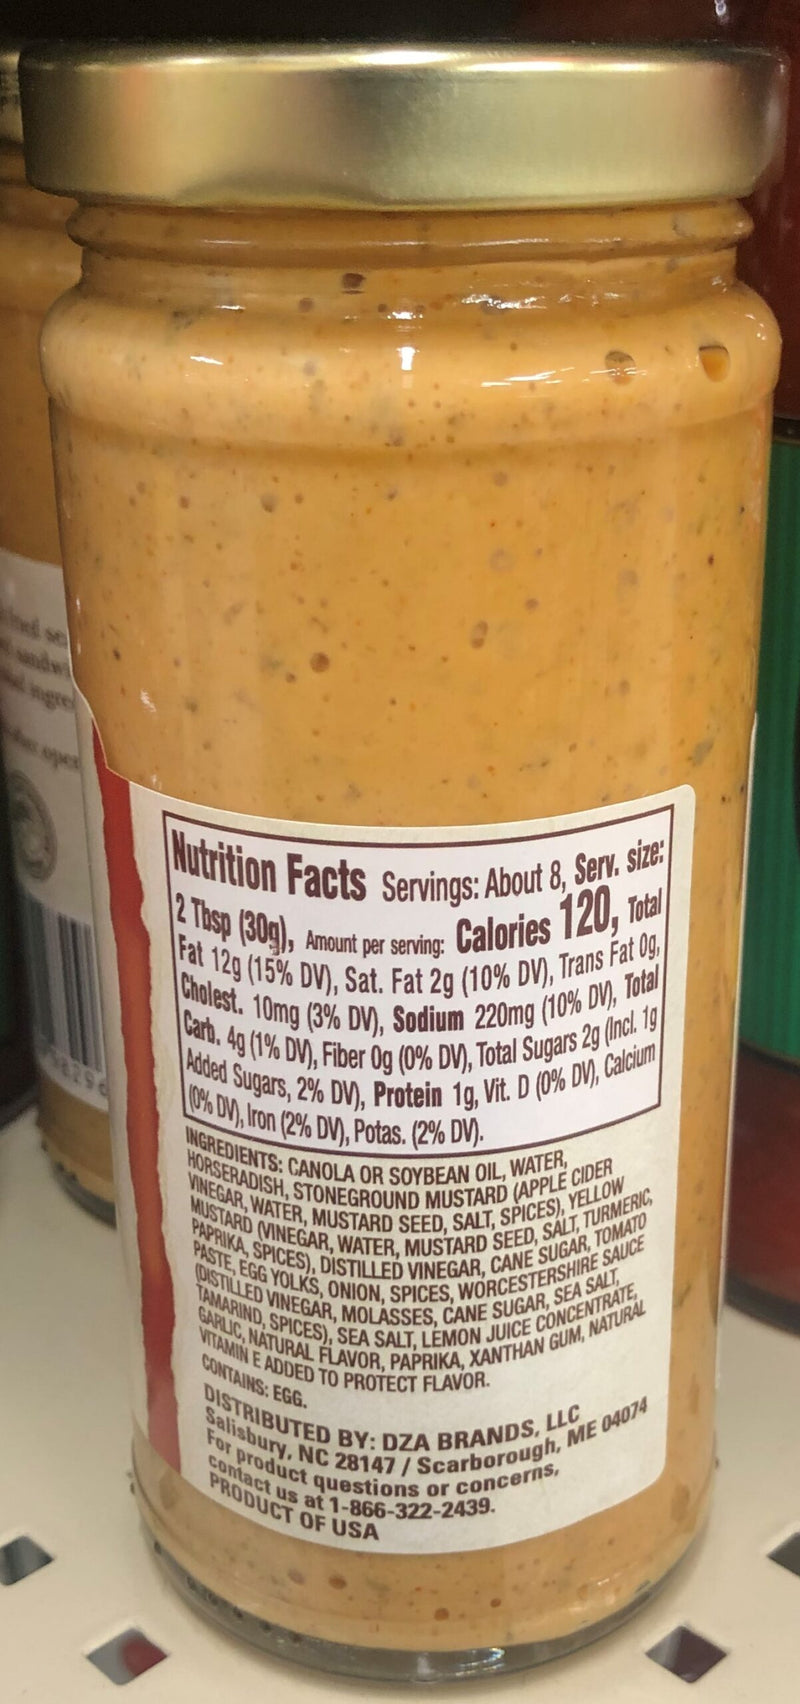 Nutrition Facts Servings: About 8, Serv. size:
2 Tbsp (30g), Amount per serving: Calories 120, Total
Fat 12g (15% DV), Sat. Fat 2g (10% DV), Trans Fat 0g,
Cholest. 10mg (3% DV), Sodium 220mg (10% DV), Total
Carb. 4g (1% DV), Fiber 0g (0% DV), Total Sugars 2g (Incl. 1g
Added Sugars, 2% DV), Protein 1g, Vit. D (0% DV), Calcium
(0% DV), Iron (2% DV), Potas. (2% DV).
INGREDIENTS: CANOLA OR SOYBEAN OIL, WATER,
HORSERADISH, STONEGROUND MUSTARD (APPLE CIDER
VINEGAR, WATER, MUSTARD SEED, SALT, SPICES), YELLOW
MUSTARD (VINEGAR, WATER, MUSTARD SEED, SALT, TURMERIC,
PAPRIKA, SPICES), DISTILLED VINEGAR, CANE SUGAR, TOMATO
PASTE, EGG YOLKS, ONION, SPICES, WORCESTERSHIRE SAUCE
(DISTILLED VINEGAR, MOLASSES, CANE SUGAR, SEA SALT,
TAMARIND, SPICES), SEA SALT, LEMON JUICE CONCENTRATE,
GARLIC, NATURAL FLAVOR, PAPRIKA, XANTHAN GUM, NATURAL
VITAMIN E ADDED TO PROTECT FLAVOR.
CONTAINS: EGG.
DISTRIBUTED BY: DZA BRANDS, LLC
Salisbury, NC 28147 / Scarborough, ME 04074
For product questions or concerns,
contact us at 1-866-322-2439.
PRODUCT OF USA